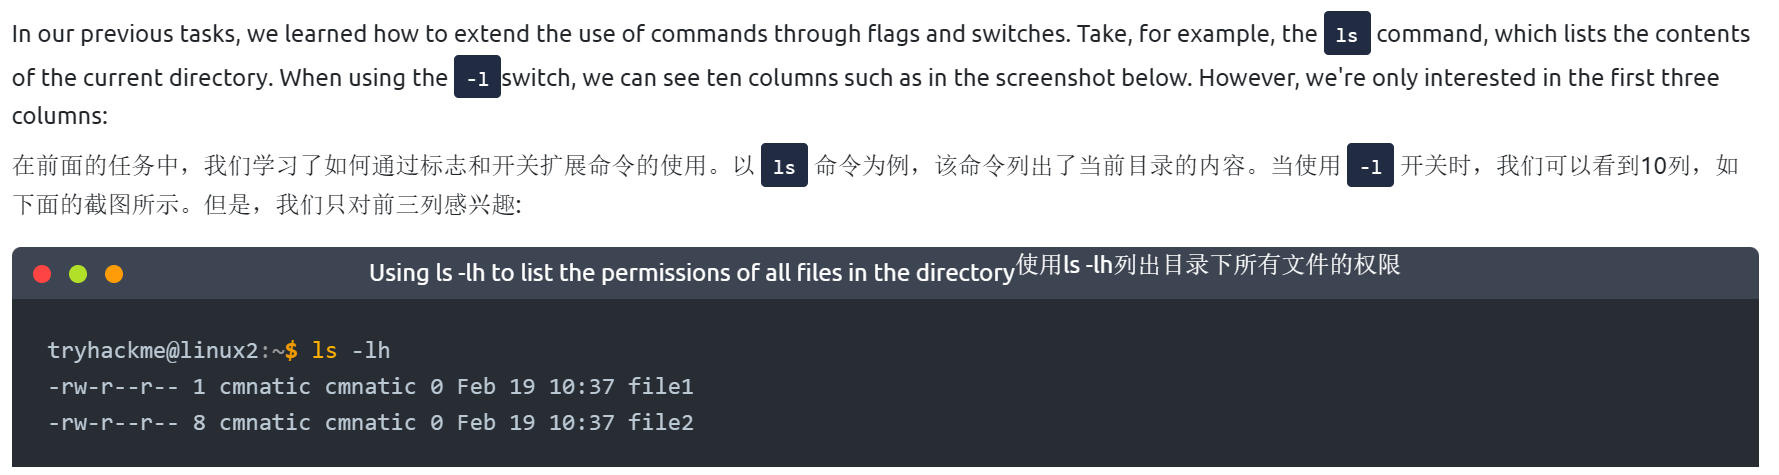 In our previous tasks, we learned how to extend the use of commands through flags and switches. Take, for example, the ls command, which lists the contents
of the current directory. When using the -l switch, we can see ten columns such as in the screenshot below. However, we're only interested in the first three
columns:
在前面的任务中，我们学习了如何通过标志和开关扩展命令的使用。以 ls 命令为例，该命令列出了当前目录的内容。当使用 -l 开关时，我们可以看到10列，如
下面的截图所示。但是，我们只对前三列感兴趣:
Using ls -lh to list the permissions of all files in the directory使用ls -lh列出目录下所有文件的权限
tryhackme@linux2:~$ ls -lh
-rw-r--r-- 1 cmnatic cmnatic 0 Feb 19 10:37 file1
-rw-r--r-- 8 cmnatic cmnatic 0 Feb 19 10:37 file2